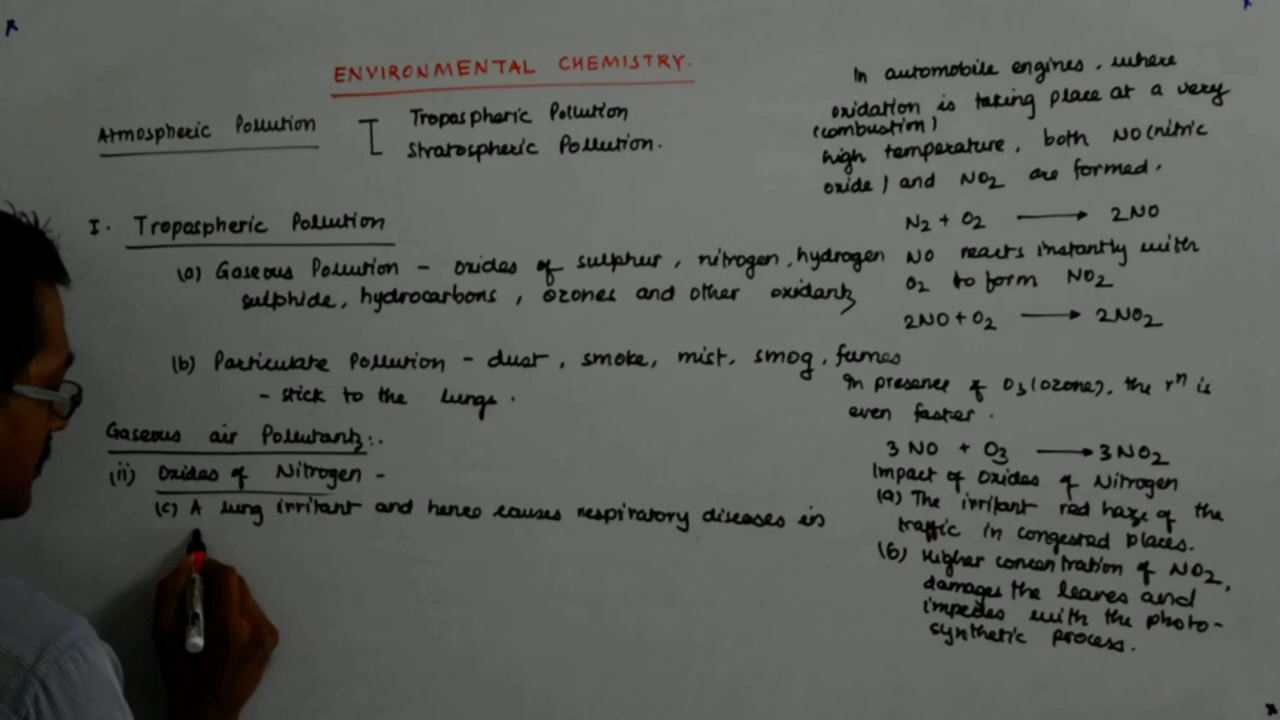 ENVIRONMENTAL CHEMISTRY.
Atmospheric Pollution
Tropospheric Pollution
Stratospheric Pollution.
I. Tropospheric Pollution
(a) Gaseous Pollution - oxides of sulphur, nitrogen, hydrogen
sulphide, hydrocarbons, ozones and other oxidants
(b) Particulate Pollution - dust, smoke, mist, smog, fumes
- stick to the lungs.
Gaseous air Pollutants:.
(ii) Oxides of Nitrogen -
(c) A lung irritant and hence causes respiratory diseases in
In automobile engines, where
oxidation is taking place at a very
(combustion)
high temperature, both NO (nitric
oxide) and NO2 are formed.
N2 + O2 ⟶ 2NO
NO reacts instantly with
O2 to form NO2
2NO + O2 ⟶ 2NO2
In presence of O3 (ozone), the rⁿ is
even faster.
3 NO + O3 ⟶ 3 NO2
Impact of Oxides of Nitrogen
(a) The irritant red haze of the
traffic in congested places.
(b) Higher concentration of NO2,
damages the leaves and
impedes with the photo-
synthetic process.